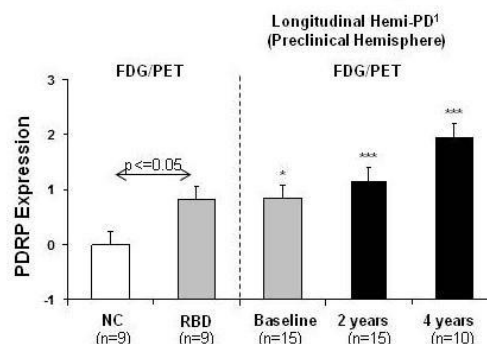 Longitudinal Hemi-PD¹
(Preclinical Hemisphere)
FDG/PET
FDG/PET
PDRP Expression
3
2
1
0
-1
p<=0.05
*
***
***
NC
(n=9)
RBD
(n=9)
Baseline
(n=15)
2 years
(n=15)
4 years
(n=10)